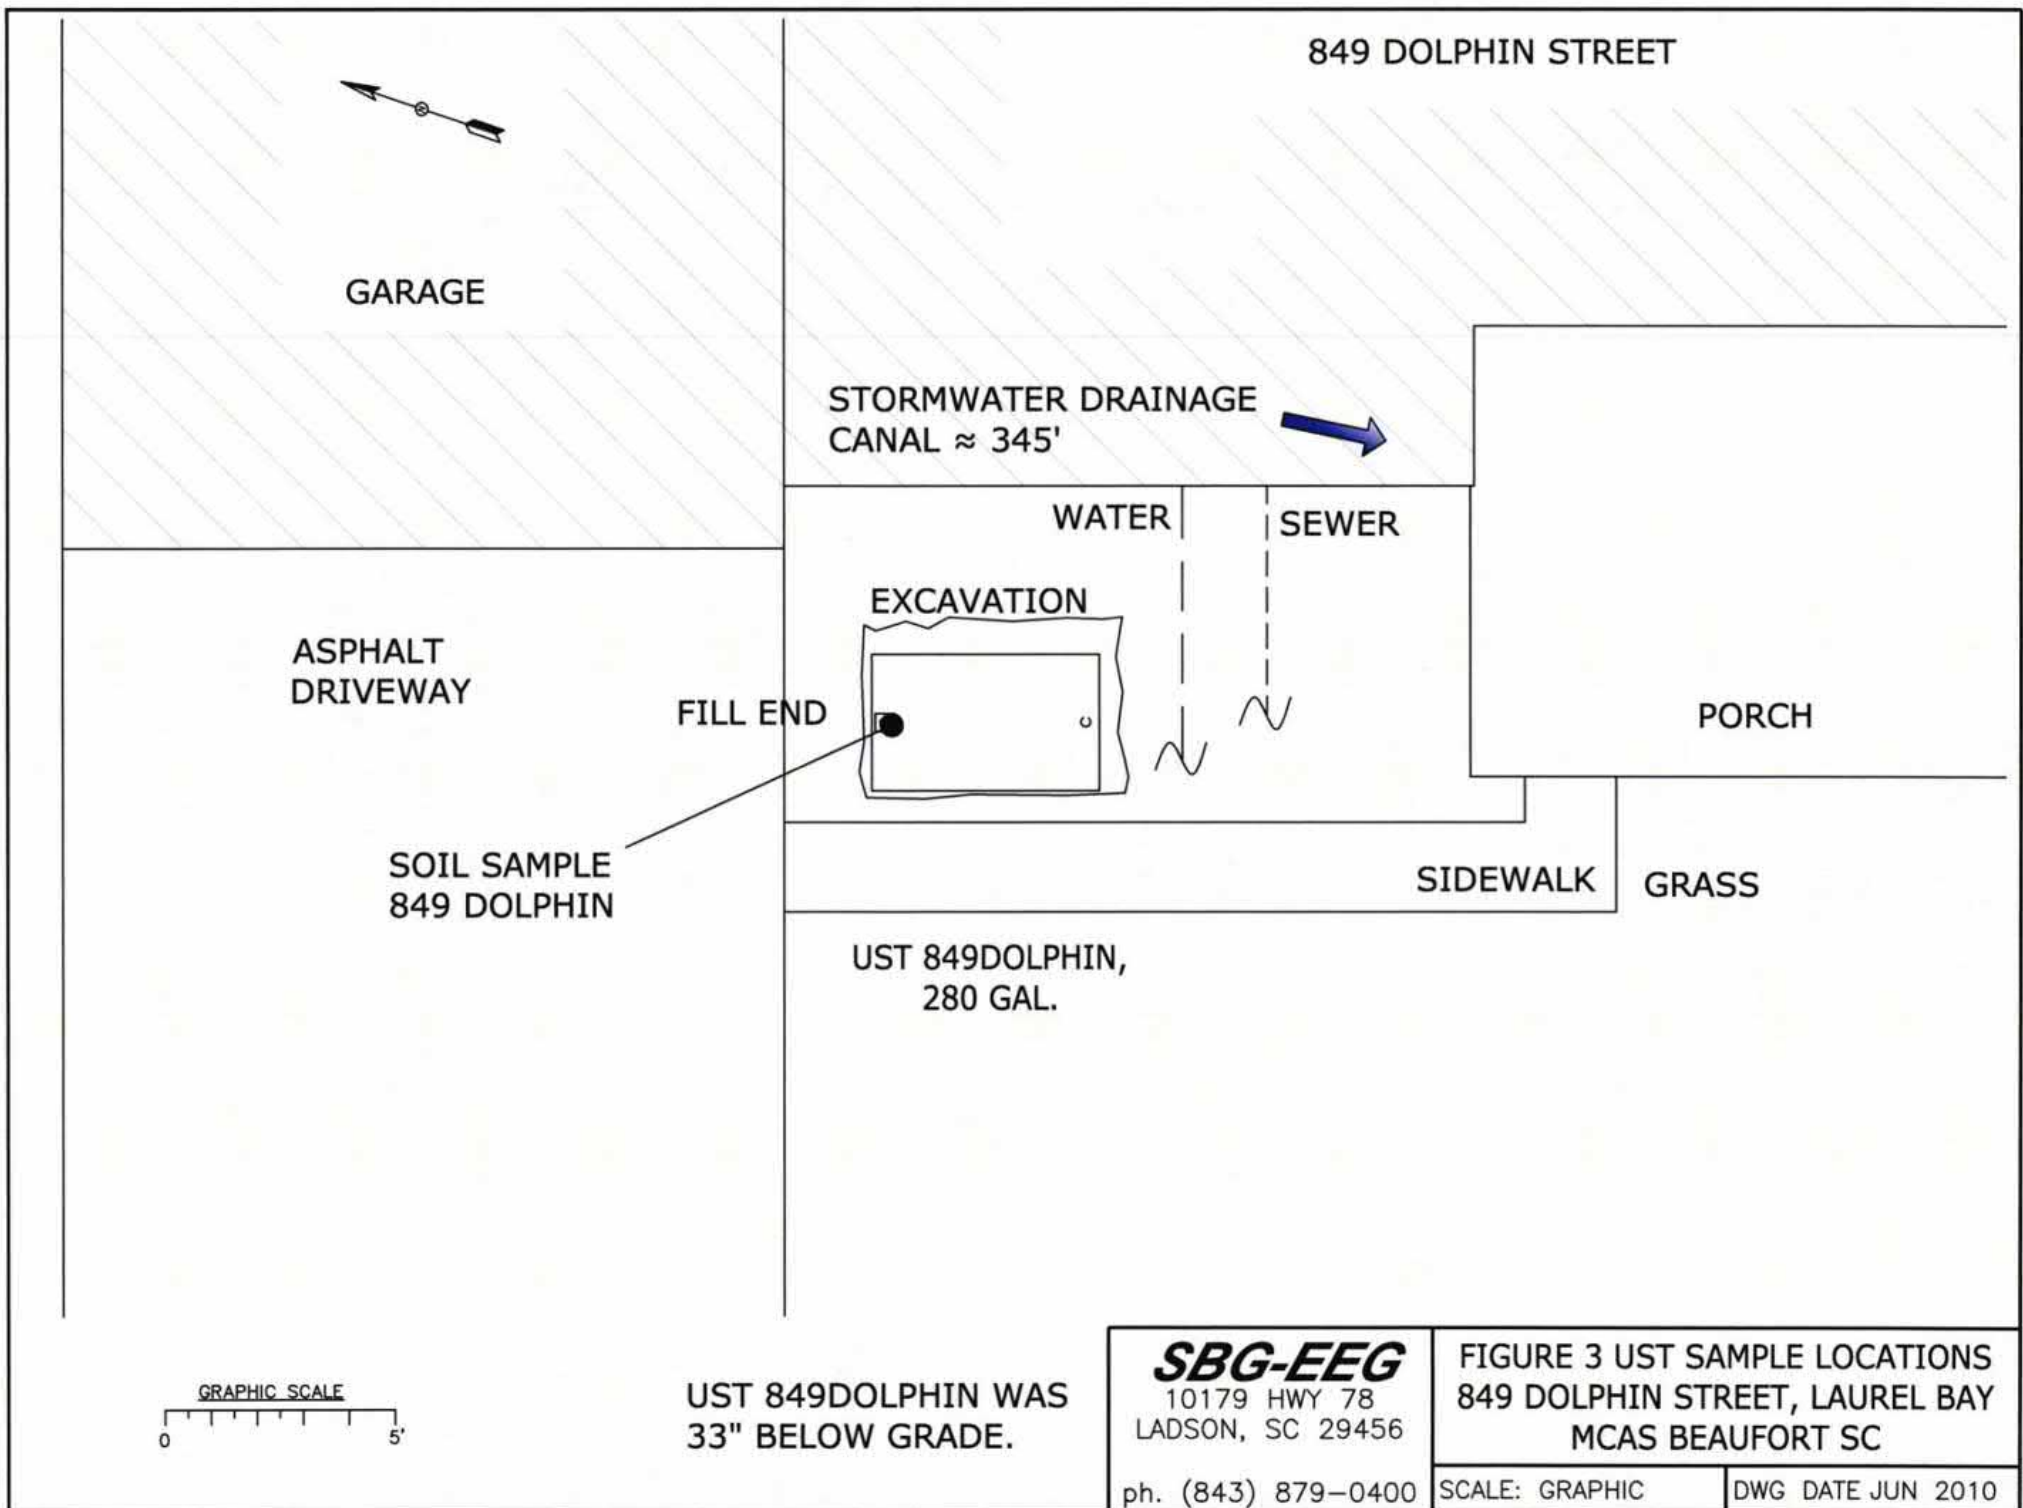 849 DOLPHIN STREET
N
GARAGE
STORMWATER DRAINAGE
CANAL ≈ 345'
WATER
SEWER
EXCAVATION
ASPHALT
DRIVEWAY
FILL END
C
PORCH
SOIL SAMPLE
849 DOLPHIN
SIDEWALK
GRASS
UST 849DOLPHIN,
280 GAL.
GRAPHIC SCALE
0 5'
UST 849DOLPHIN WAS
33" BELOW GRADE.
SBG-EEG
10179 HWY 78
LADSON, SC 29456
ph. (843) 879-0400
FIGURE 3 UST SAMPLE LOCATIONS
849 DOLPHIN STREET, LAUREL BAY
MCAS BEAUFORT SC
SCALE: GRAPHIC
DWG DATE JUN 2010